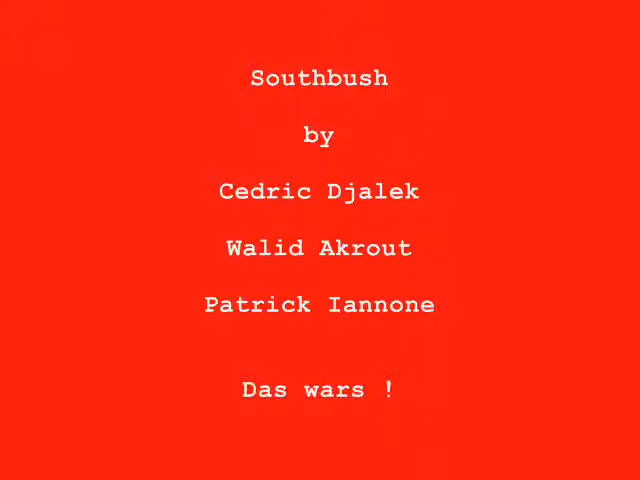 Southbush
by
Cedric Djalek
Walid Akrout
Patrick Iannone
Das wars !